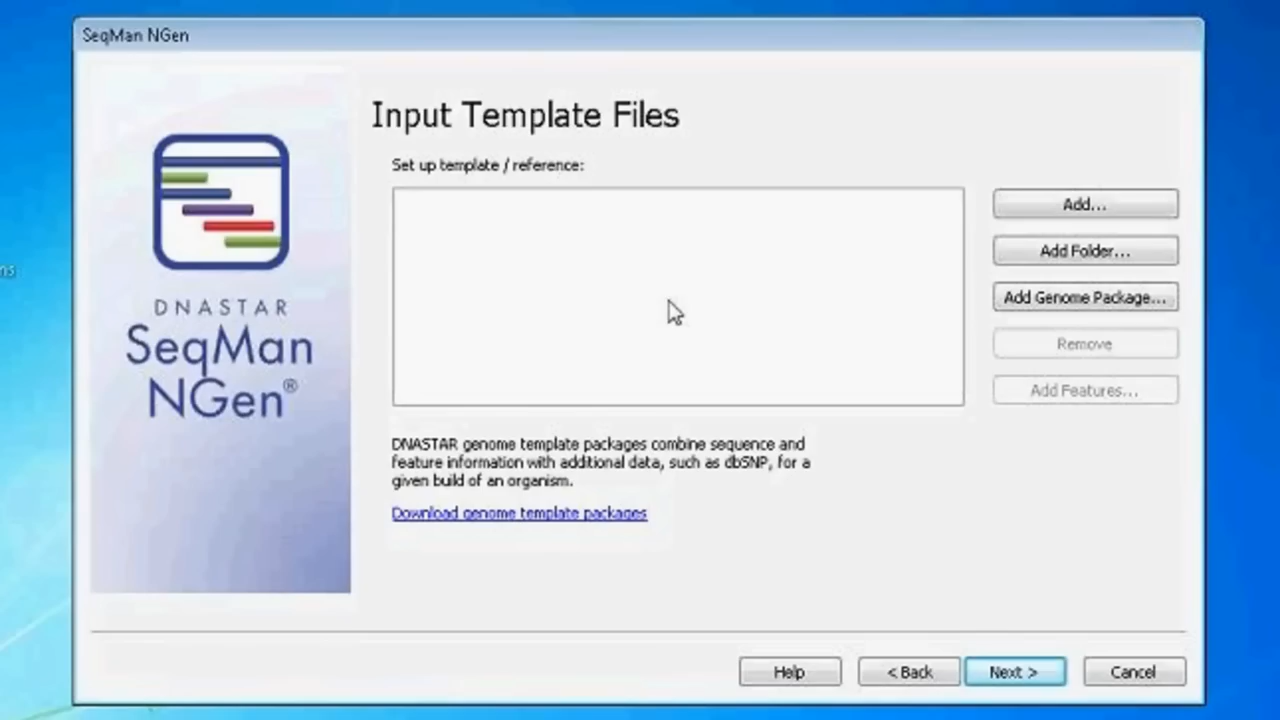 SeqMan NGen
Input Template Files
Set up template / reference:
Add...
Add Folder...
Add Genome Package...
Remove
Add Features...
DNASTAR
SeqMan
NGen®
DNASTAR genome template packages combine sequence and
feature information with additional data, such as dbSNP, for a
given build of an organism.
Download genome template packages
Help
< Back
Next >
Cancel